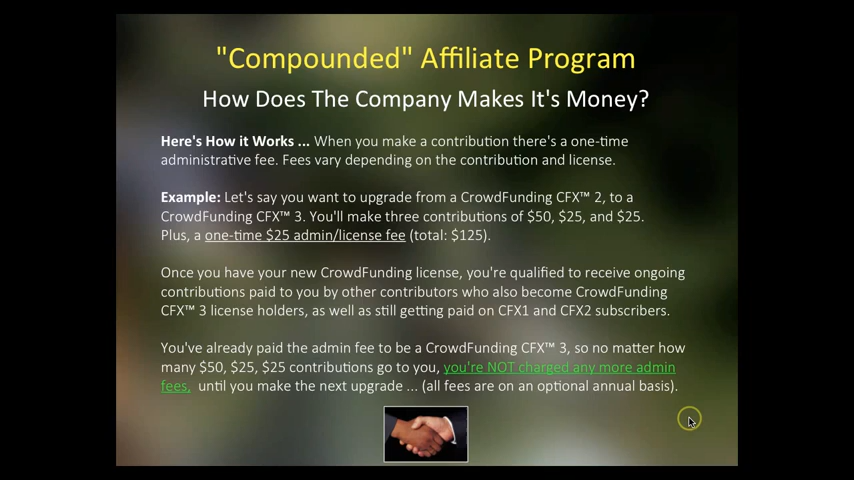 "Compounded" Affiliate Program
How Does The Company Makes It's Money?
Here's How it Works ... When you make a contribution there's a one-time
administrative fee. Fees vary depending on the contribution and license.
Example: Let's say you want to upgrade from a CrowdFunding CFX™ 2, to a
CrowdFunding CFX™ 3. You'll make three contributions of $50, $25, and $25.
Plus, a one-time $25 admin/license fee (total: $125).
Once you have your new CrowdFunding license, you're qualified to receive ongoing
contributions paid to you by other contributors who also become CrowdFunding
CFX™ 3 license holders, as well as still getting paid on CFX1 and CFX2 subscribers.
You've already paid the admin fee to be a CrowdFunding CFX™ 3, so no matter how
many $50, $25, $25 contributions go to you, you're NOT charged any more admin
fees, until you make the next upgrade ... (all fees are on an optional annual basis).